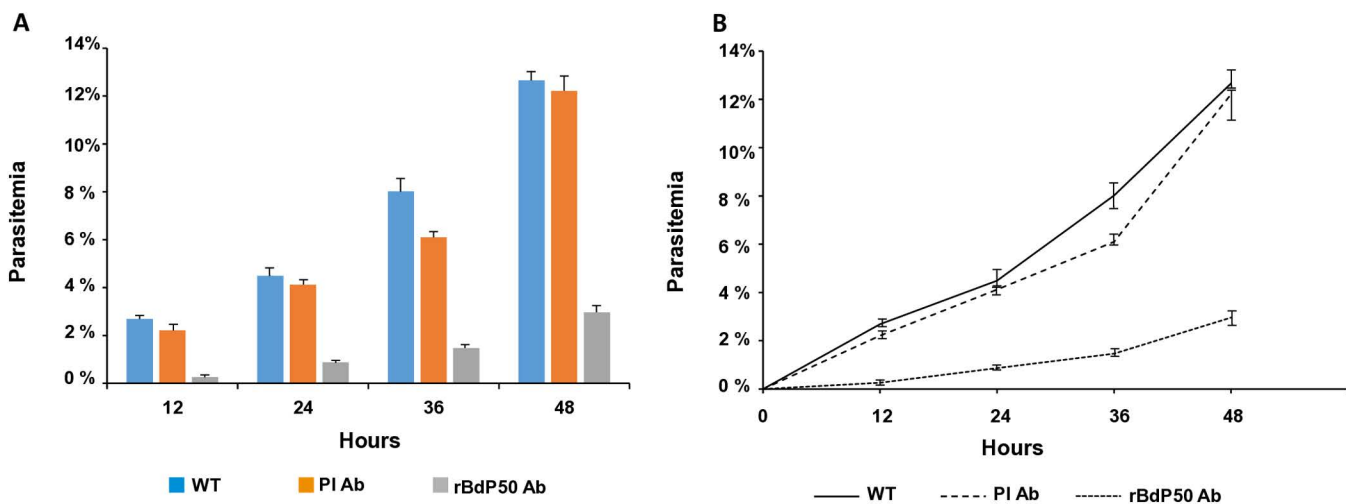 A
Parasitemia
14%
12%
10%
8 %
6 %
4 %
2 %
0 %
12 24 36 48
Hours
WT PI Ab rBdP50 Ab
B
Parasitemia
14%
12%
10%
8 %
6 %
4 %
2 %
0 %
0 12 24 36 48
Hours
WT PI Ab rBdP50 Ab